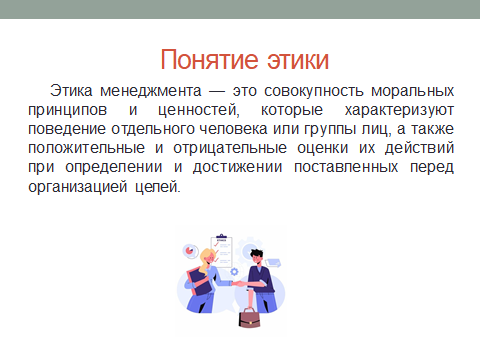 Понятие этики
Этика менеджмента — это совокупность моральных
принципов и ценностей, которые характеризуют
поведение отдельного человека или группы лиц, а также
положительные и отрицательные оценки их действий
при определении и достижении поставленных перед
организацией целей.